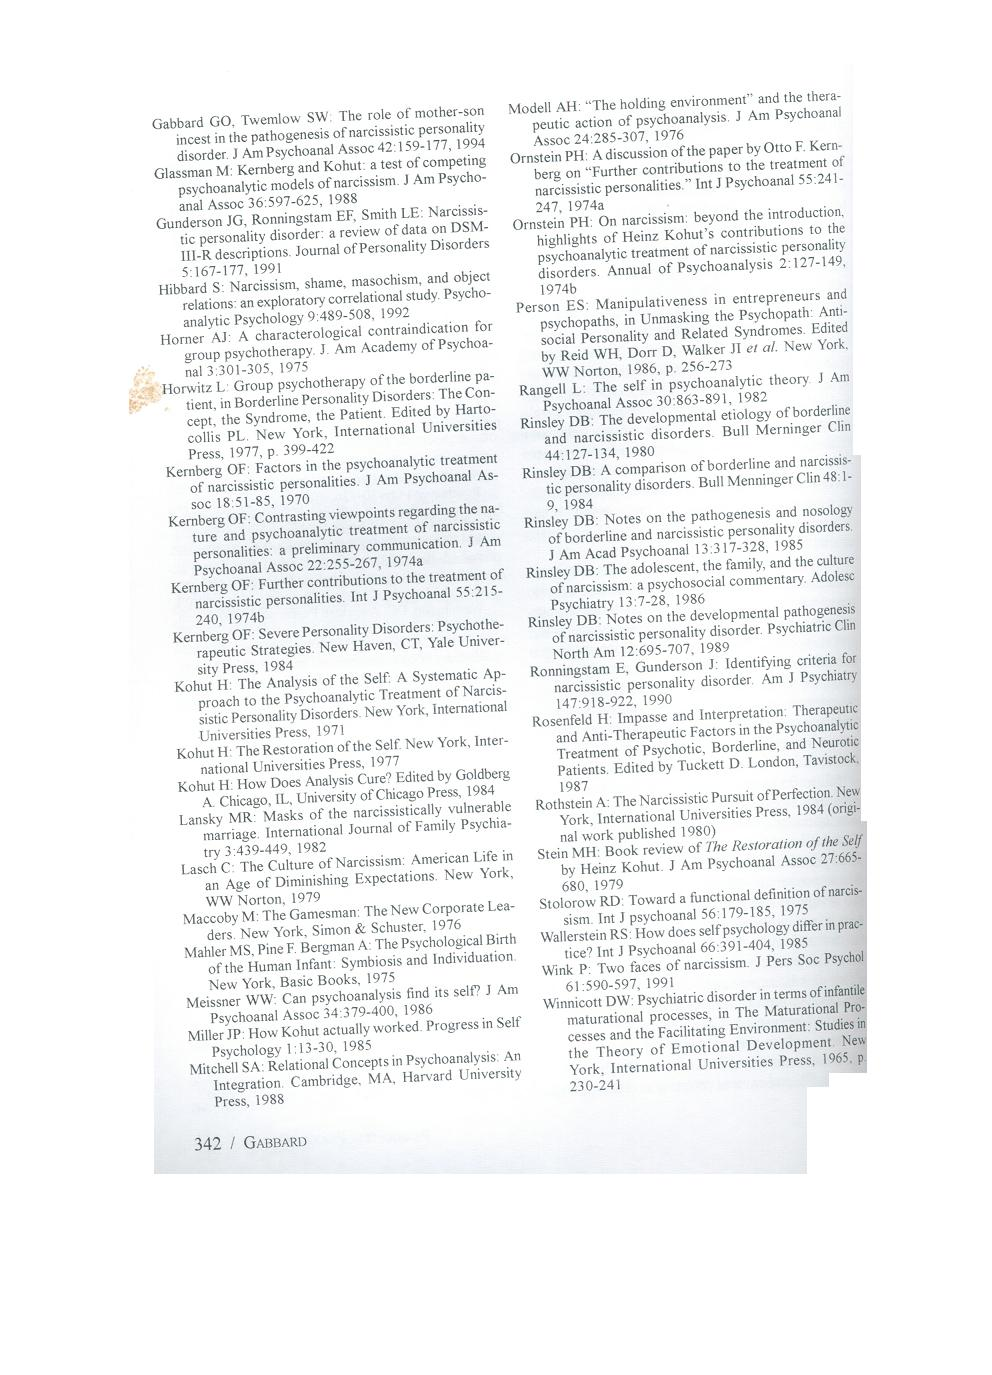 Gabbard GO, Twemlow SW: The role of mother-son
incest in the pathogenesis of narcissistic personality
disorder. J Am Psychoanal Assoc 42:159-177, 1994
Glassman M: Kernberg and Kohut: a test of competing
psychoanalytic models of narcissism. J Am Psycho-
anal Assoc 36:597-625, 1988
Gunderson JG, Ronningstam EF, Smith LE: Narcissis-
tic personality disorder: a review of data on DSM-
III-R descriptions. Journal of Personality Disorders
5:167-177, 1991
Hibbard S: Narcissism, shame, masochism, and object
relations: an exploratory correlational study. Psycho-
analytic Psychology 9:489-508, 1992
Horner AJ: A characterological contraindication for
group psychotherapy. J. Am Academy of Psychoa-
nal 3:301-305, 1975
Horwitz L: Group psychotherapy of the borderline pa-
tient, in Borderline Personality Disorders: The Con-
cept, the Syndrome, the Patient. Edited by Harto-
collis PL. New York, International Universities
Press, 1977, p. 399-422
Kernberg OF: Factors in the psychoanalytic treatment
of narcissistic personalities. J Am Psychoanal As-
soc 18:51-85, 1970
Kernberg OF: Contrasting viewpoints regarding the na-
ture and psychoanalytic treatment of narcissistic
personalities: a preliminary communication. J Am
Psychoanal Assoc 22:255-267, 1974a
Kernberg OF: Further contributions to the treatment of
narcissistic personalities. Int J Psychoanal 55:215-
240, 1974b
Kernberg OF: Severe Personality Disorders: Psychothe-
rapeutic Strategies. New Haven, CT, Yale Univer-
sity Press, 1984
Kohut H: The Analysis of the Self: A Systematic Ap-
proach to the Psychoanalytic Treatment of Narcis-
sistic Personality Disorders. New York, International
Universities Press, 1971
Kohut H: The Restoration of the Self. New York, Inter-
national Universities Press, 1977
Kohut H: How Does Analysis Cure? Edited by Goldberg
A. Chicago, IL, University of Chicago Press, 1984
Lansky MR: Masks of the narcissistically vulnerable
marriage. International Journal of Family Psychia-
try 3:439-449, 1982
Lasch C: The Culture of Narcissism: American Life in
an Age of Diminishing Expectations. New York,
WW Norton, 1979
Maccoby M: The Gamesman: The New Corporate Lea-
ders. New York, Simon & Schuster, 1976
Mahler MS, Pine F. Bergman A: The Psychological Birth
of the Human Infant: Symbiosis and Individuation.
New York, Basic Books, 1975
Meissner WW: Can psychoanalysis find its self? J Am
Psychoanal Assoc 34:379-400, 1986
Miller JP: How Kohut actually worked. Progress in Self
Psychology 1:13-30, 1985
Mitchell SA: Relational Concepts in Psychoanalysis: An
Integration. Cambridge, MA, Harvard University
Press, 1988
Modell AH: “The holding environment” and the thera-
peutic action of psychoanalysis. J Am Psychoanal
Assoc 24:285-307, 1976
Ornstein PH: A discussion of the paper by Otto F. Kern-
berg on “Further contributions to the treatment of
narcissistic personalities.” Int J Psychoanal 55:241-
247, 1974a
Ornstein PH: On narcissism: beyond the introduction,
highlights of Heinz Kohut's contributions to the
psychoanalytic treatment of narcissistic personality
disorders. Annual of Psychoanalysis 2:127-149,
1974b
Person ES: Manipulativeness in entrepreneurs and
psychopaths, in Unmasking the Psychopath: Anti-
social Personality and Related Syndromes. Edited
by Reid WH, Dorr D, Walker JI et al. New York,
WW Norton, 1986, p. 256-273
Rangell L: The self in psychoanalytic theory. J Am
Psychoanal Assoc 30:863-891, 1982
Rinsley DB: The developmental etiology of borderline
and narcissistic disorders. Bull Merninger Clin
44:127-134, 1980
Rinsley DB: A comparison of borderline and narcissis-
tic personality disorders. Bull Menninger Clin 48:1-
9, 1984
Rinsley DB: Notes on the pathogenesis and nosology
of borderline and narcissistic personality disorders.
J Am Acad Psychoanal 13:317-328, 1985
Rinsley DB: The adolescent, the family, and the culture
of narcissism: a psychosocial commentary. Adolesc
Psychiatry 13:7-28, 1986
Rinsley DB: Notes on the developmental pathogenesis
of narcissistic personality disorder. Psychiatric Clin
North Am 12:695-707, 1989
Ronningstam E, Gunderson J: Identifying criteria for
narcissistic personality disorder. Am J Psychiatry
147:918-922, 1990
Rosenfeld H: Impasse and Interpretation: Therapeutic
and Anti-Therapeutic Factors in the Psychoanalytic
Treatment of Psychotic, Borderline, and Neurotic
Patients. Edited by Tuckett D. London, Tavistock,
1987
Rothstein A: The Narcissistic Pursuit of Perfection. New
York, International Universities Press, 1984 (origi-
nal work published 1980)
Stein MH: Book review of The Restoration of the Self
by Heinz Kohut. J Am Psychoanal Assoc 27:665-
680, 1979
Stolorow RD: Toward a functional definition of narcis-
sism. Int J psychoanal 56:179-185, 1975
Wallerstein RS: How does self psychology differ in prac-
tice? Int J Psychoanal 66:391-404, 1985
Wink P: Two faces of narcissism. J Pers Soc Psychol
61:590-597, 1991
Winnicott DW: Psychiatric disorder in terms of infantile
maturational processes, in The Maturational Pro-
cesses and the Facilitating Environment: Studies in
the Theory of Emotional Development. New
York, International Universities Press, 1965, p.
230-241
342 / GABBARD